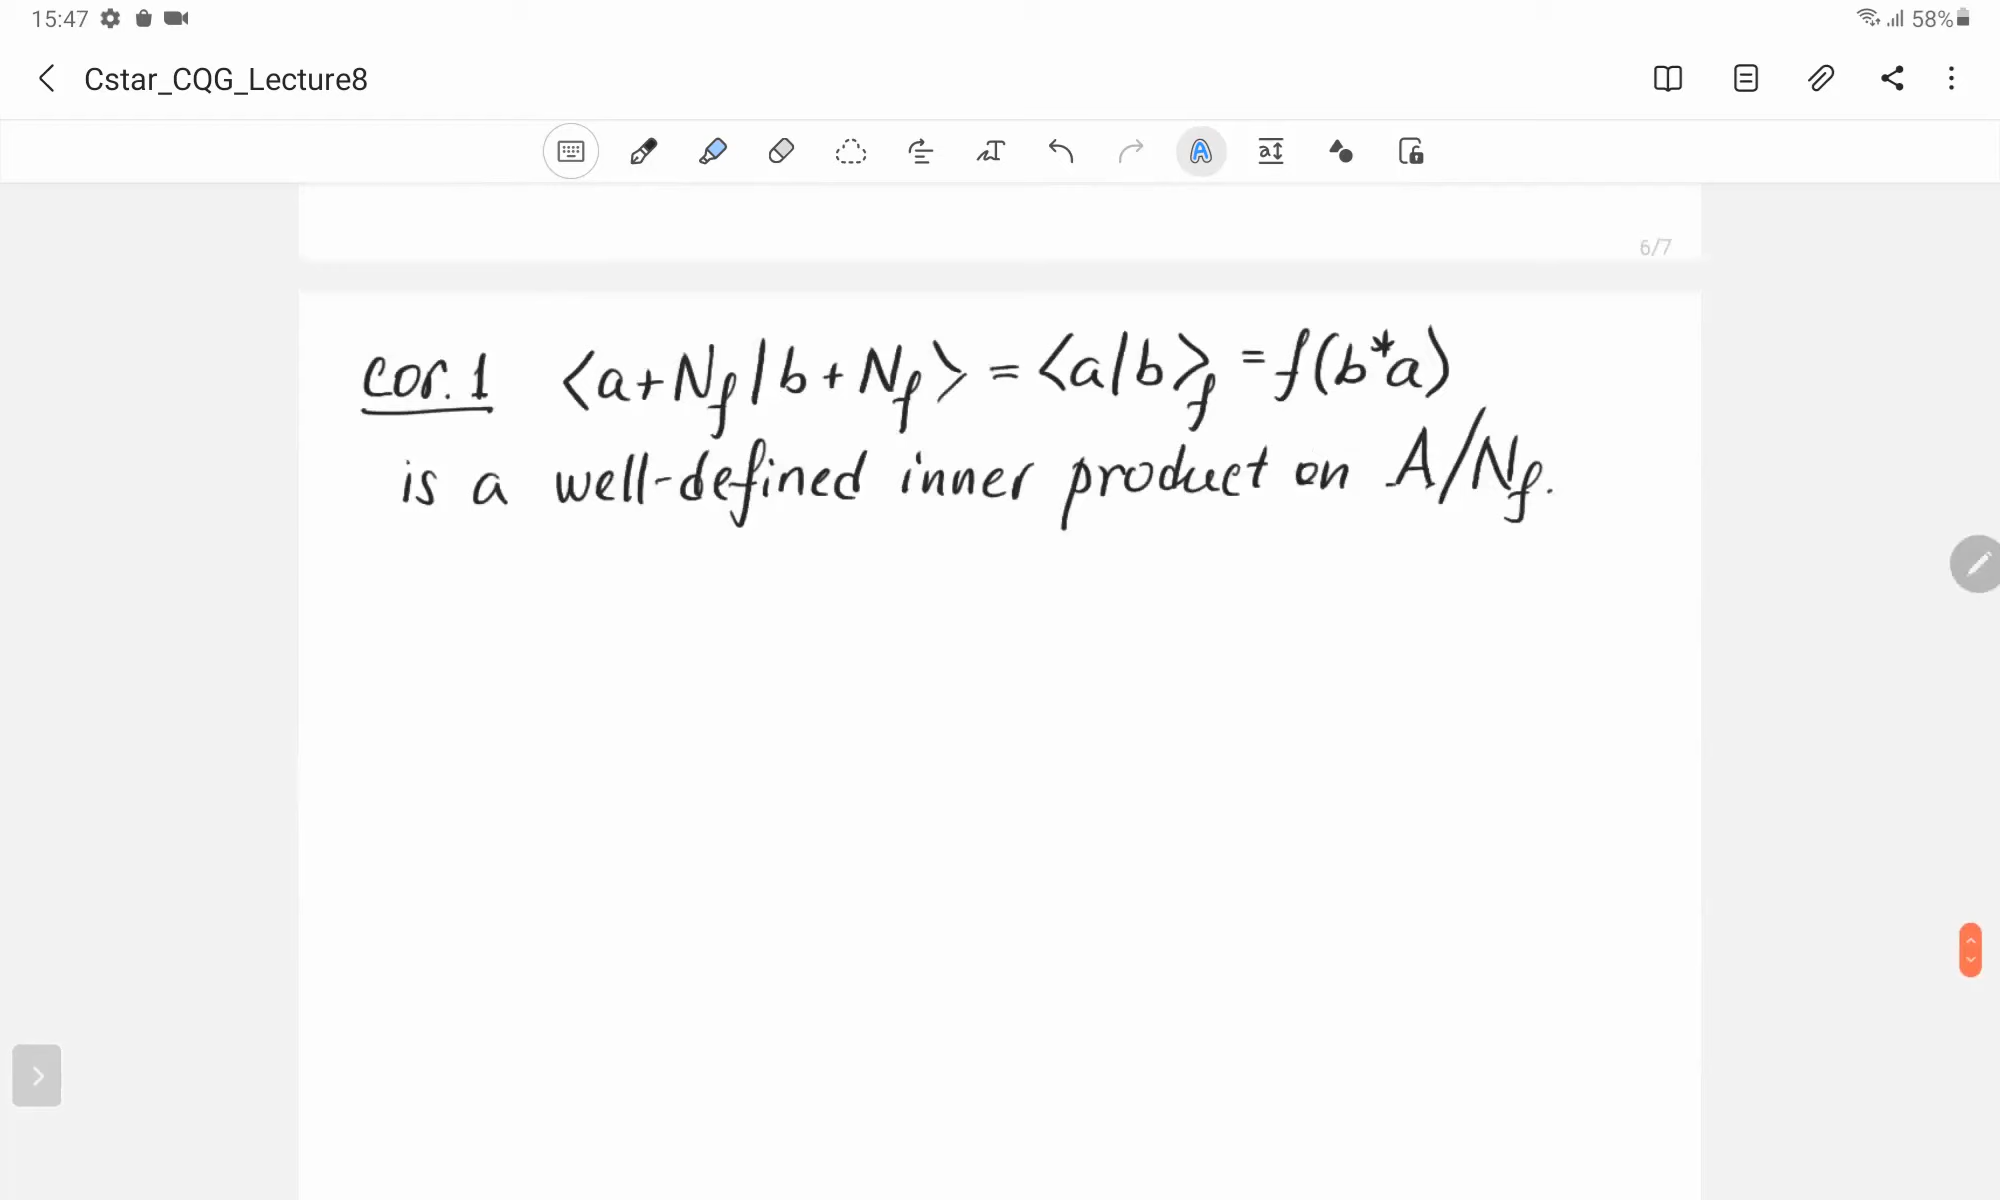 15:47 58%
Cstar_CQG_Lecture8
6/7
Cor. 1 ⟨a+N_f|b+N_f⟩ = ⟨a|b⟩_f = f(b*a)
is a well-defined inner product on A/N_f.